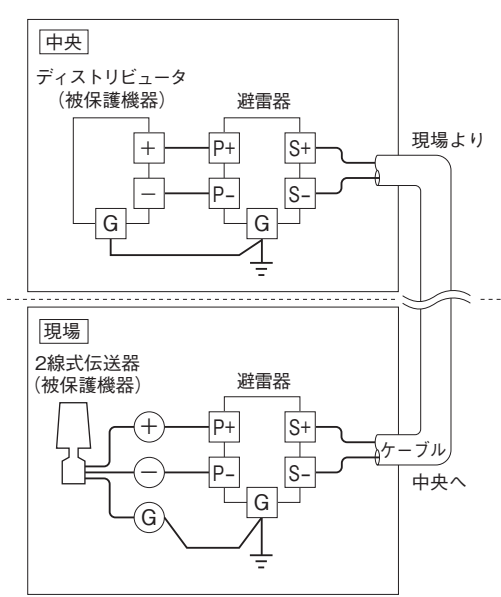 中央
ディストリビュータ
（被保護機器）
避雷器
+
P+
S+
現場より
−
P−
S−
G
G
現場
2線式伝送器
（被保護機器）
避雷器
+
P+
S+
ケーブル
−
P−
S−
中央へ
G
G